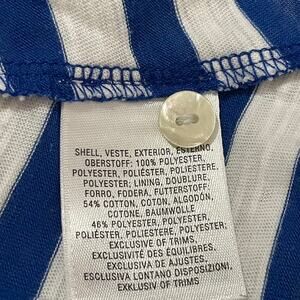 SHELL, VESTE, EXTERIOR, ESTERNO,
OBERSTOFF: 100% POLYESTER,
POLYESTER, POLIÉSTER, POLIESTERE,
POLYESTER; LINING, DOUBLURE,
FORRO, FODERA, FUTTERSTOFF:
54% COTTON, COTON, ALGODÓN,
COTONE, BAUMWOLLE
46% POLYESTER, POLYESTER,
POLIÉSTER, POLIESTERE, POLYESTER;
EXCLUSIVE OF TRIMS,
EXCLUSIVITÉ DES ÉQUILIBRES,
EXCLUSIVA DE AJUSTES,
ESCLUSIVA LONTANO DISPOSIZIONI,
EXKLUSIV OF TRIMS